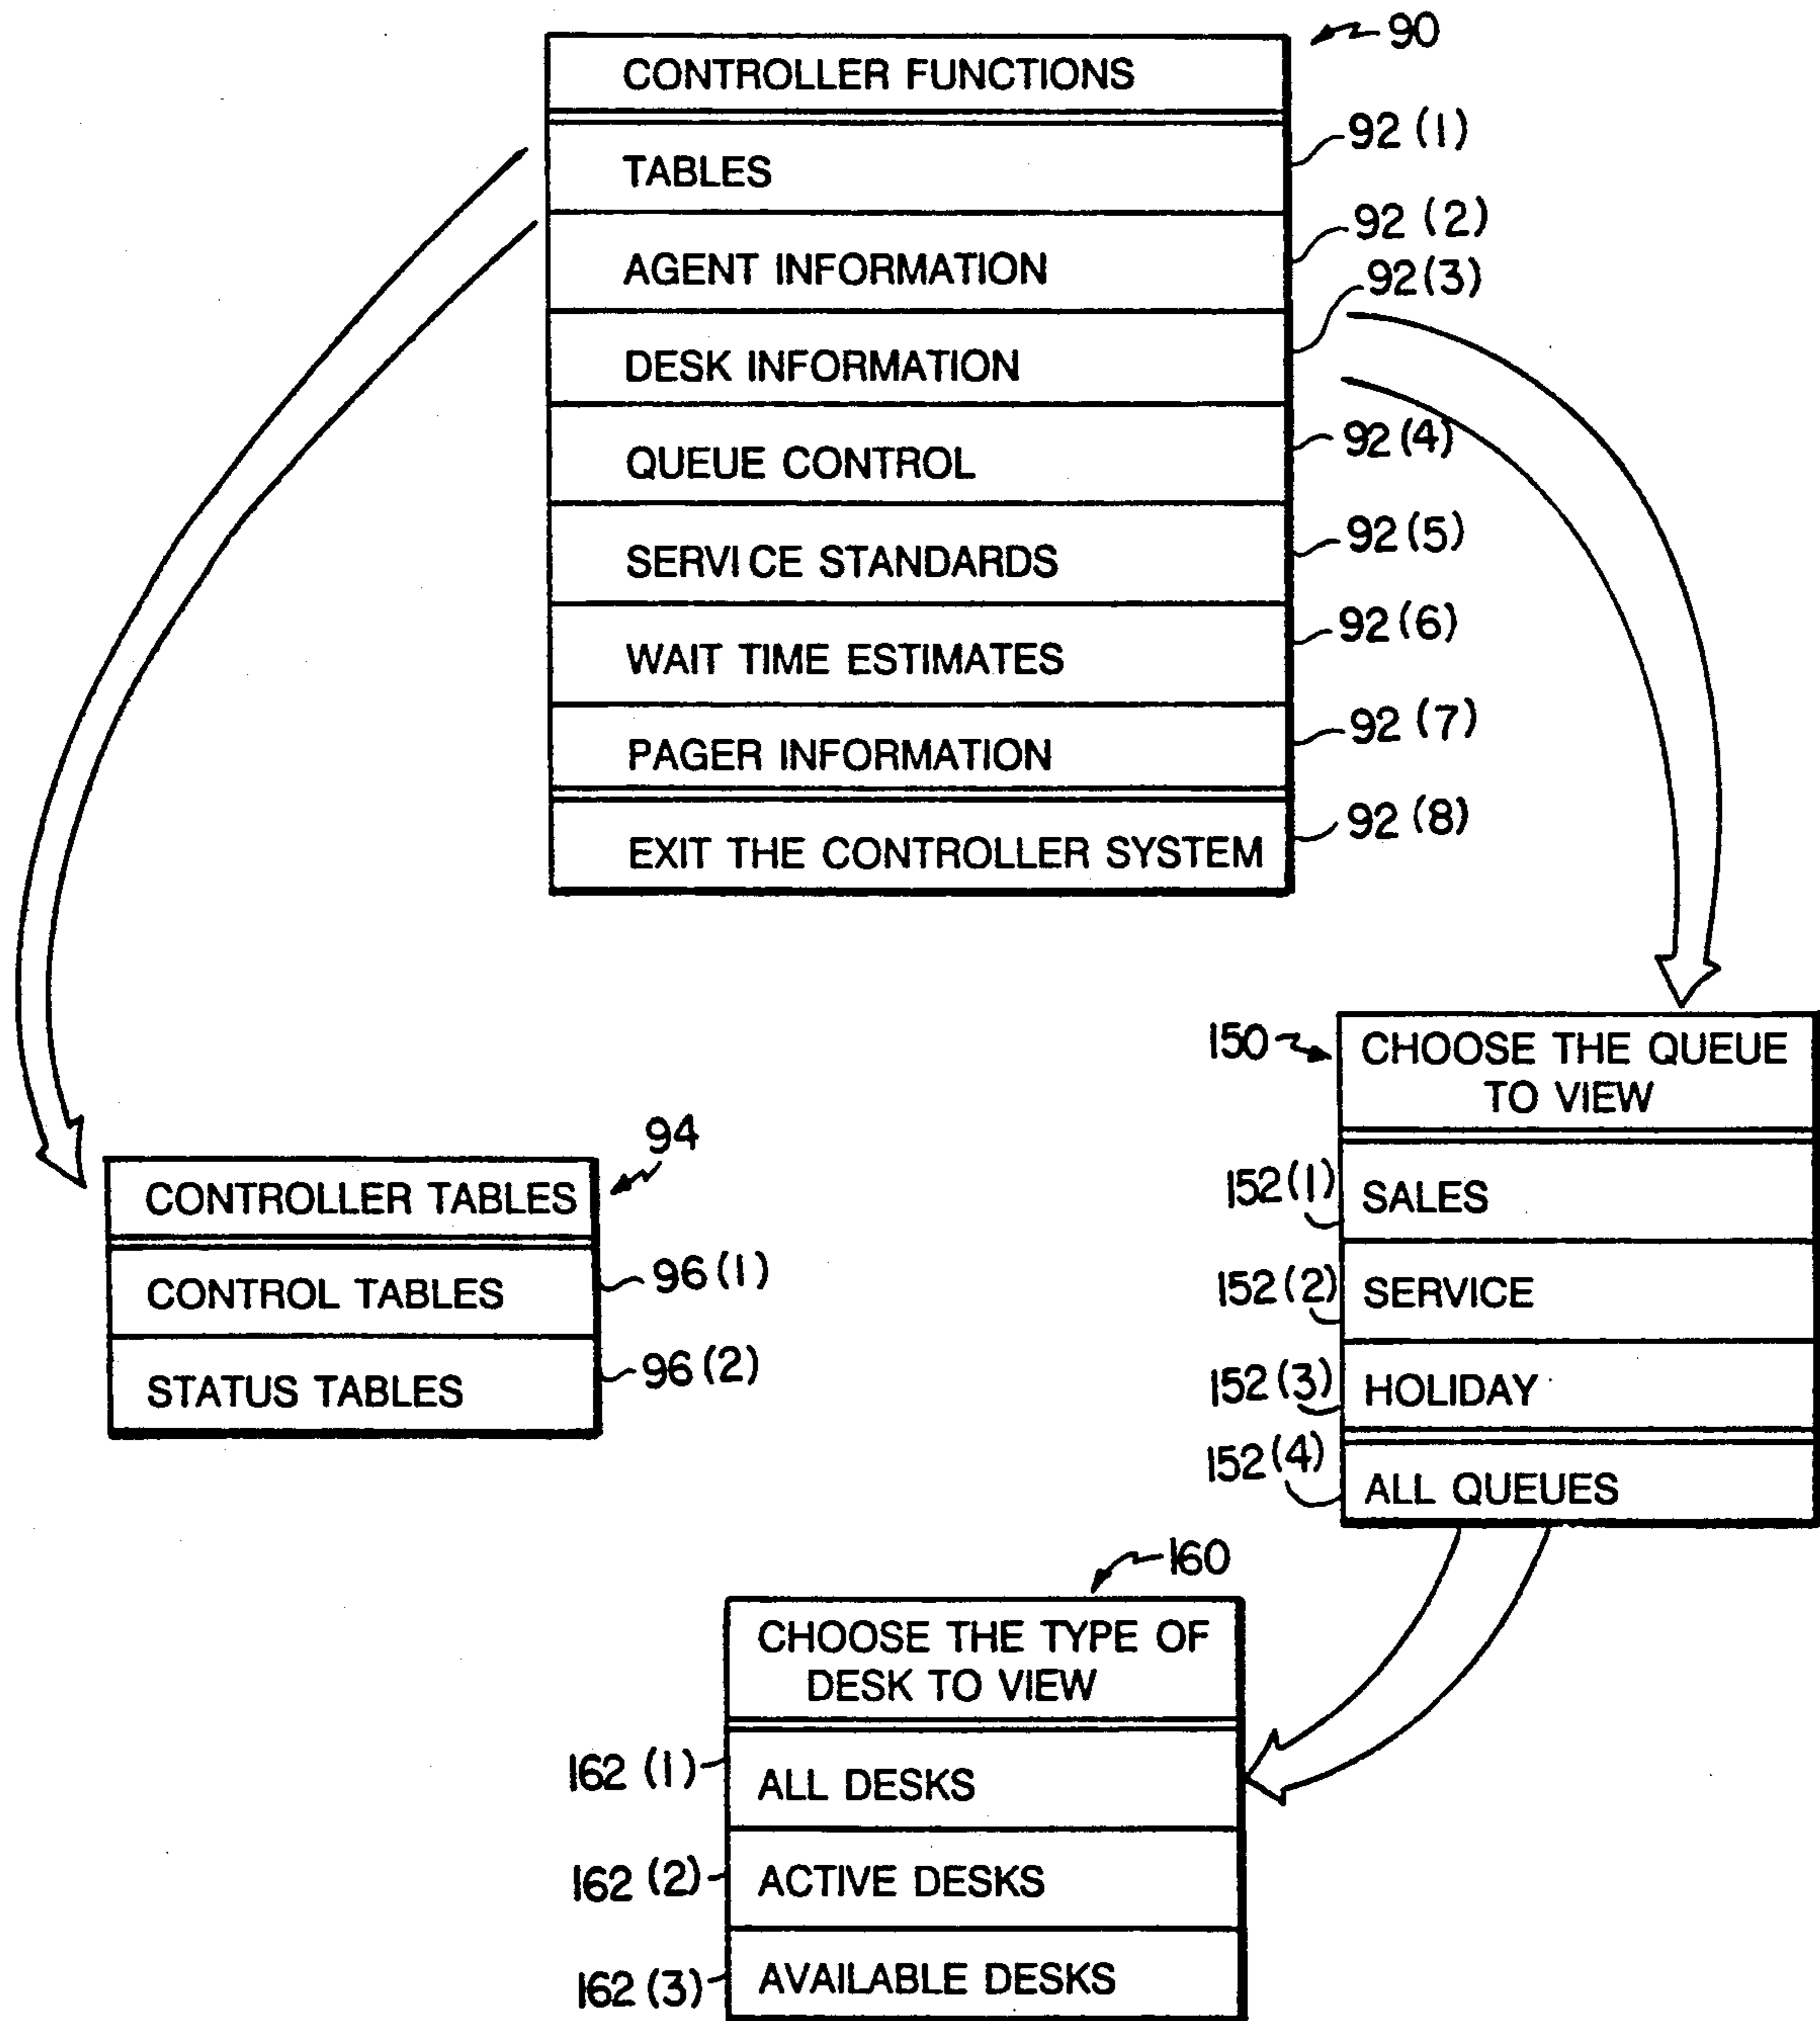 90
CONTROLLER FUNCTIONS
92 (1)
TABLES
92 (2)
AGENT INFORMATION
92 (3)
DESK INFORMATION
92 (4)
QUEUE CONTROL
92 (5)
SERVICE STANDARDS
92 (6)
WAIT TIME ESTIMATES
92 (7)
PAGER INFORMATION
92 (8)
EXIT THE CONTROLLER SYSTEM
150
CHOOSE THE QUEUE
TO VIEW
152 (1)
SALES
152 (2)
SERVICE
152 (3)
HOLIDAY
152 (4)
ALL QUEUES
94
CONTROLLER TABLES
CONTROL TABLES
96 (1)
STATUS TABLES
96 (2)
160
CHOOSE THE TYPE OF
DESK TO VIEW
162 (1)
ALL DESKS
162 (2)
ACTIVE DESKS
162 (3)
AVAILABLE DESKS